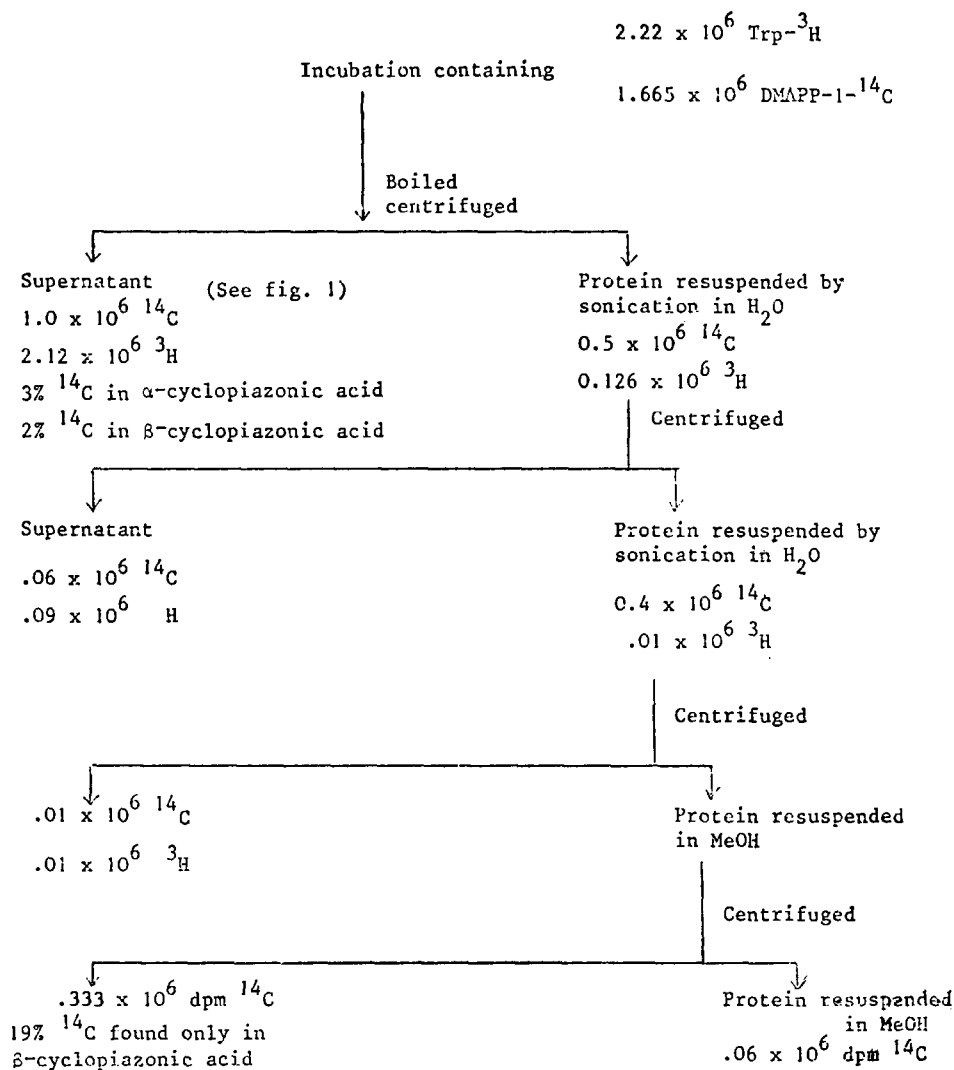 2.22 x 10^6 Trp-^3H
Incubation containing
1.665 x 10^6 DMAPP-1-^14C
Boiled
centrifuged
Supernatant
(See fig. 1)
1.0 x 10^6 ^14C
2.12 x 10^6 ^3H
3% ^14C in α-cyclopiazonic acid
2% ^14C in β-cyclopiazonic acid
Protein resuspended by
sonication in H₂O
0.5 x 10^6 ^14C
0.126 x 10^6 ^3H
Centrifuged
Supernatant
.06 x 10^6 ^14C
.09 x 10^6 H
Protein resuspended by
sonication in H₂O
0.4 x 10^6 ^14C
.01 x 10^6 ^3H
Centrifuged
.01 x 10^6 ^14C
.01 x 10^6 ^3H
Protein resuspended
in MeOH
Centrifuged
.333 x 10^6 dpm ^14C
19% ^14C found only in
β-cyclopiazonic acid
Protein resuspended
in MeOH
.06 x 10^6 dpm ^14C